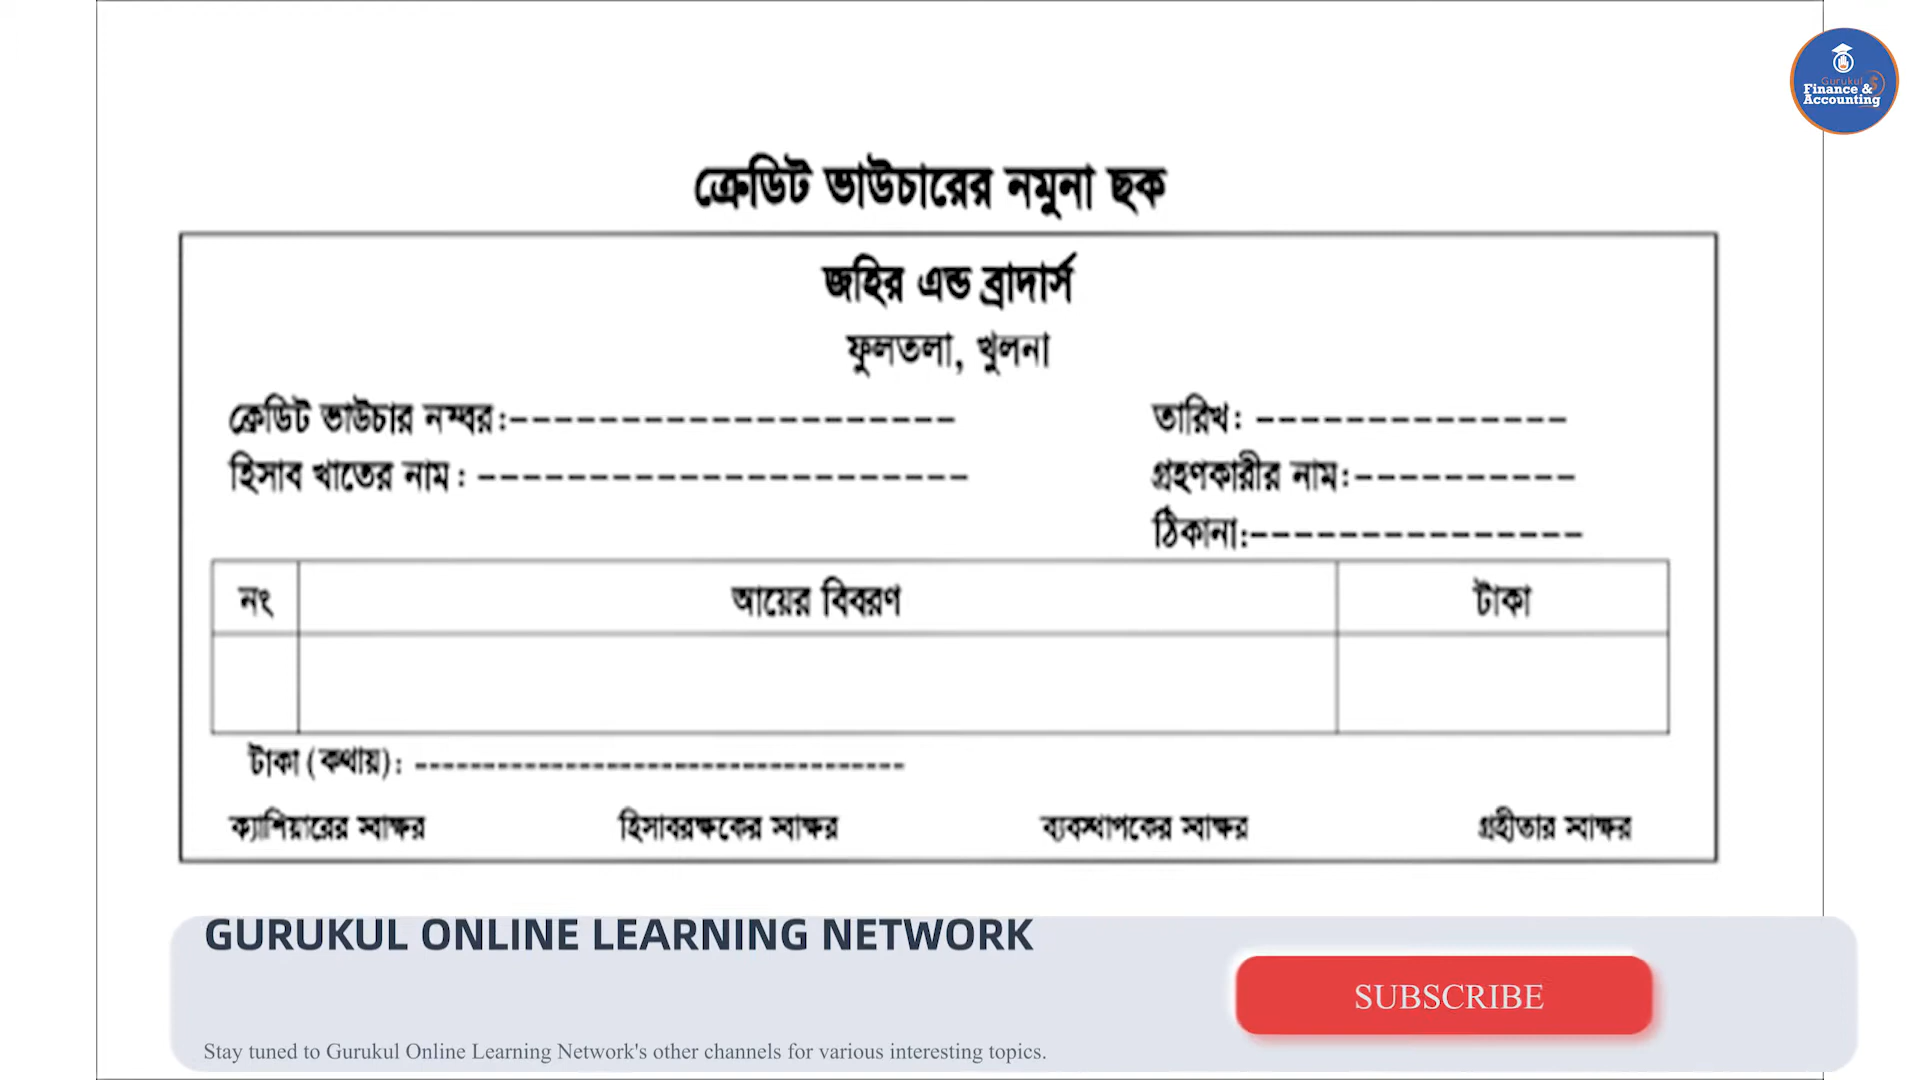 Gurukul
Finance &
Accounting
ক্রেডিট ভাউচারের নমুনা ছক
জহির এন্ড ব্রাদার্স
ফুলতলা, খুলনা
ক্রেডিট ভাউচার নম্বর:-------------------- তারিখ: --------------
হিসাব খাতের নাম: ---------------------- গ্রহণকারীর নাম:----------
ঠিকানা:---------------
নং আয়ের বিবরণ টাকা
টাকা (কথায়): ------------------------------------
ক্যাশিয়ারের স্বাক্ষর হিসাবরক্ষকের স্বাক্ষর ব্যবস্থাপকের স্বাক্ষর গ্রহীতার স্বাক্ষর
GURUKUL ONLINE LEARNING NETWORK
SUBSCRIBE
Stay tuned to Gurukul Online Learning Network's other channels for various interesting topics.